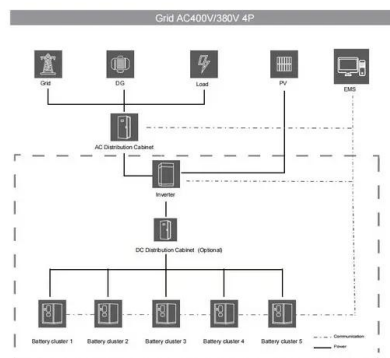 Grid AC400V/380V 4P
Grid
DG
Load
PV
EMS
AC Distribution Cabinet
Inverter
DC Distribution Cabinet (Optional)
Battery cluster 1
Battery cluster 2
Battery cluster 3
Battery cluster 4
Battery cluster 5
Communication
Power